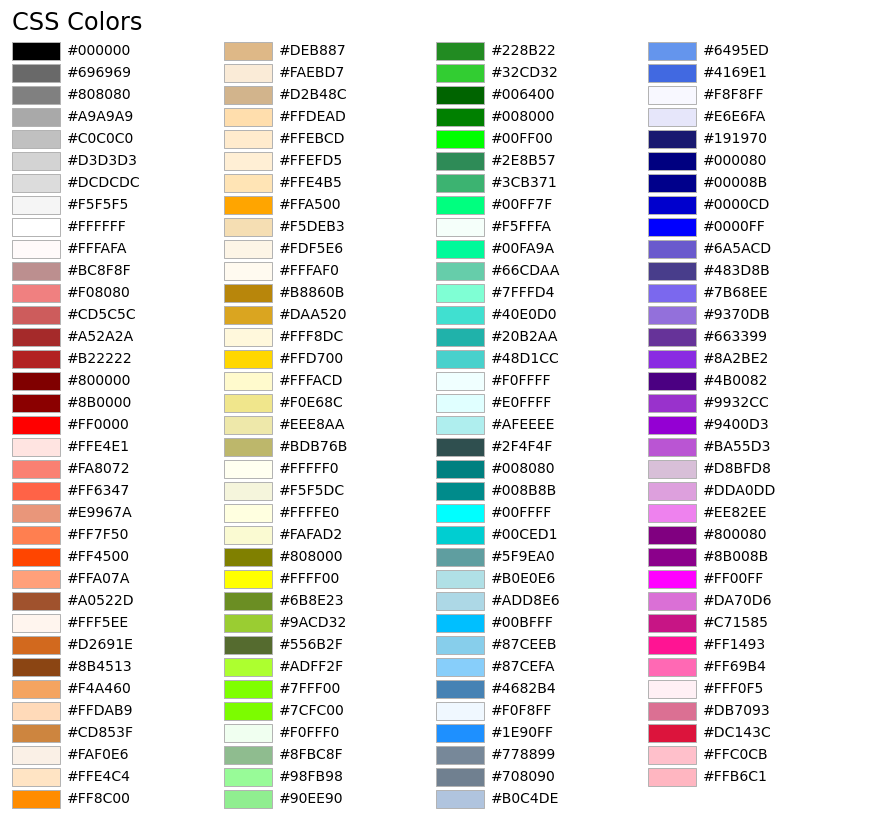 CSS Colors
#000000
#696969
#808080
#A9A9A9
#C0C0C0
#D3D3D3
#DCDCDC
#F5F5F5
#FFFFFF
#FFFAFA
#BC8F8F
#F08080
#CD5C5C
#A52A2A
#B22222
#800000
#8B0000
#FF0000
#FFE4E1
#FA8072
#FF6347
#E9967A
#FF7F50
#FF4500
#FFA07A
#A0522D
#FFF5EE
#D2691E
#8B4513
#F4A460
#FFDAB9
#CD853F
#FAF0E6
#FFE4C4
#FF8C00
#DEB887
#FAEBD7
#D2B48C
#FFDEAD
#FFEBCD
#FFEFD5
#FFE4B5
#FFA500
#F5DEB3
#FDF5E6
#FFFAF0
#B8860B
#DAA520
#FFF8DC
#FFD700
#FFFACD
#F0E68C
#EEE8AA
#BDB76B
#FFFFF0
#F5F5DC
#FFFFE0
#FAFAD2
#808000
#FFFF00
#6B8E23
#9ACD32
#556B2F
#ADFF2F
#7FFF00
#7CFC00
#F0FFF0
#8FBC8F
#98FB98
#90EE90
#228B22
#32CD32
#006400
#008000
#00FF00
#2E8B57
#3CB371
#00FF7F
#F5FFFA
#00FA9A
#66CDAA
#7FFFD4
#40E0D0
#20B2AA
#48D1CC
#F0FFFF
#E0FFFF
#AFEEEE
#2F4F4F
#008080
#008B8B
#00FFFF
#00CED1
#5F9EA0
#B0E0E6
#ADD8E6
#00BFFF
#87CEEB
#87CEFA
#4682B4
#F0F8FF
#1E90FF
#778899
#708090
#B0C4DE
#6495ED
#4169E1
#F8F8FF
#E6E6FA
#191970
#000080
#00008B
#0000CD
#0000FF
#6A5ACD
#483D8B
#7B68EE
#9370DB
#663399
#8A2BE2
#4B0082
#9932CC
#9400D3
#BA55D3
#D8BFD8
#DDA0DD
#EE82EE
#800080
#8B008B
#FF00FF
#DA70D6
#C71585
#FF1493
#FF69B4
#FFF0F5
#DB7093
#DC143C
#FFC0CB
#FFB6C1